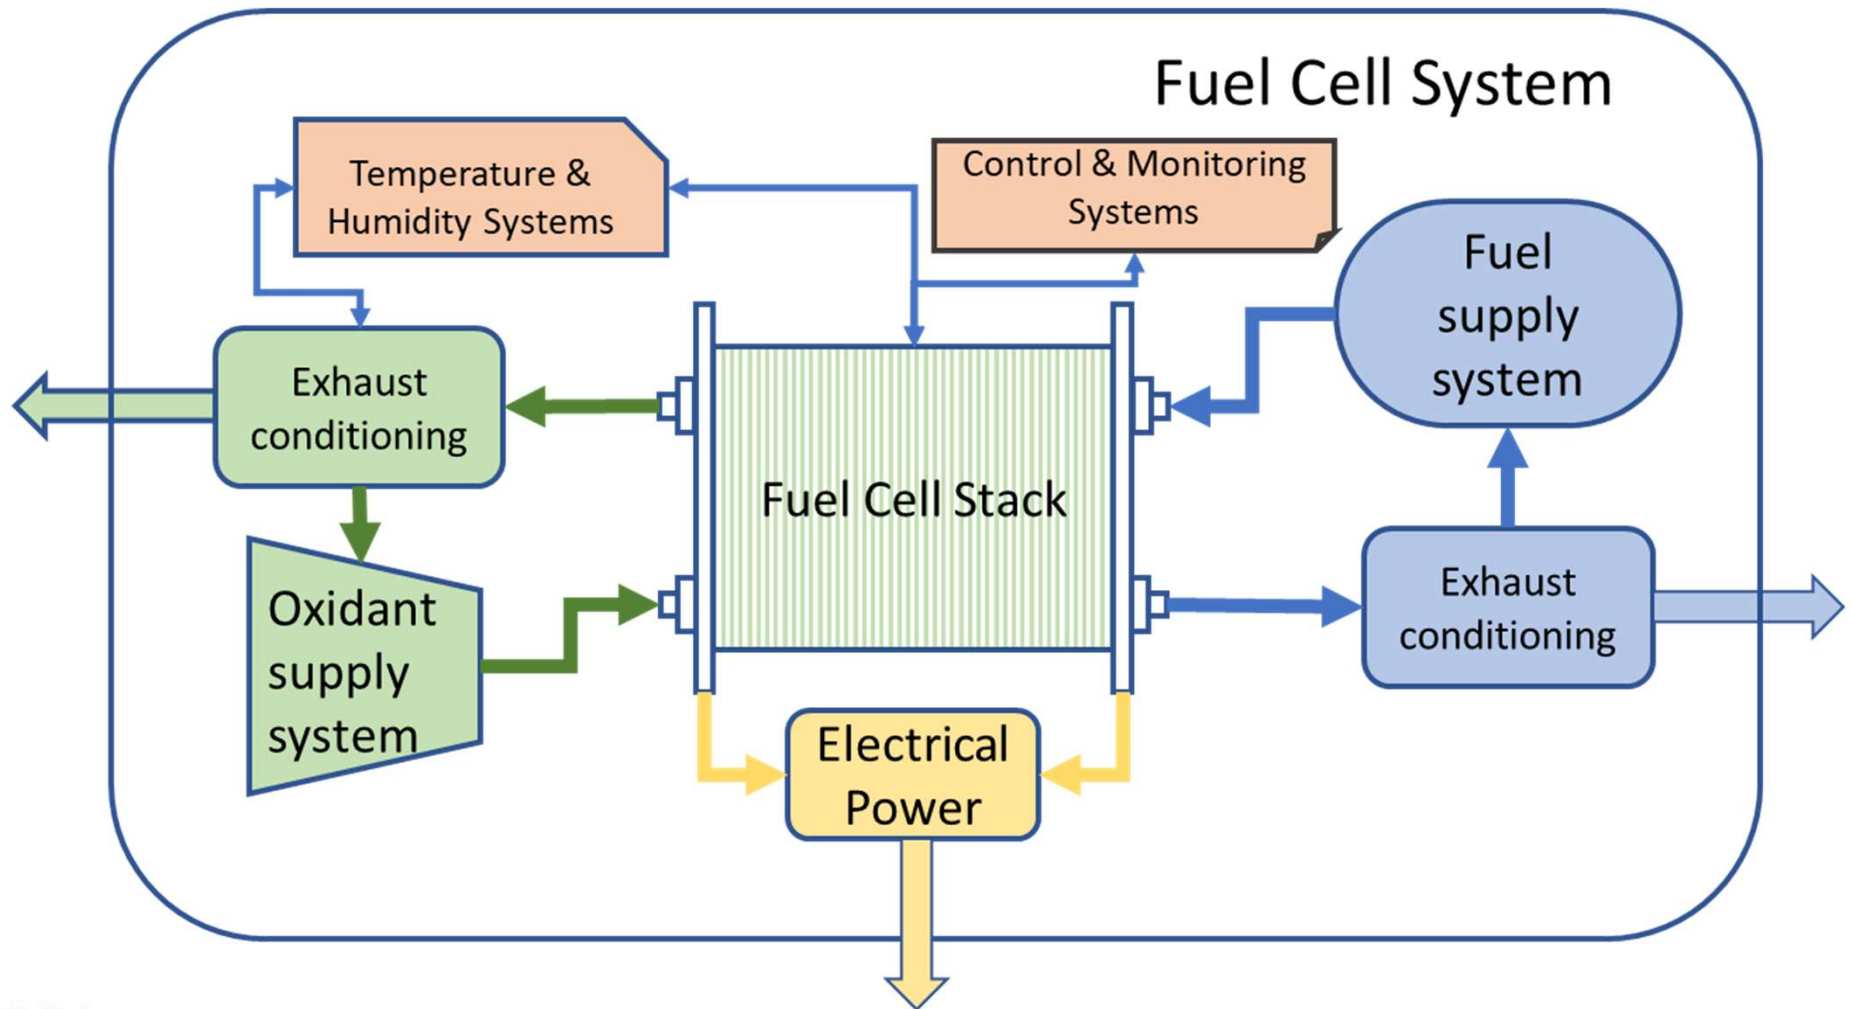 Fuel Cell System
Temperature &
Humidity Systems
Control & Monitoring
Systems
Fuel
supply
system
Exhaust
conditioning
Fuel Cell Stack
Oxidant
supply
system
Exhaust
conditioning
Electrical
Power